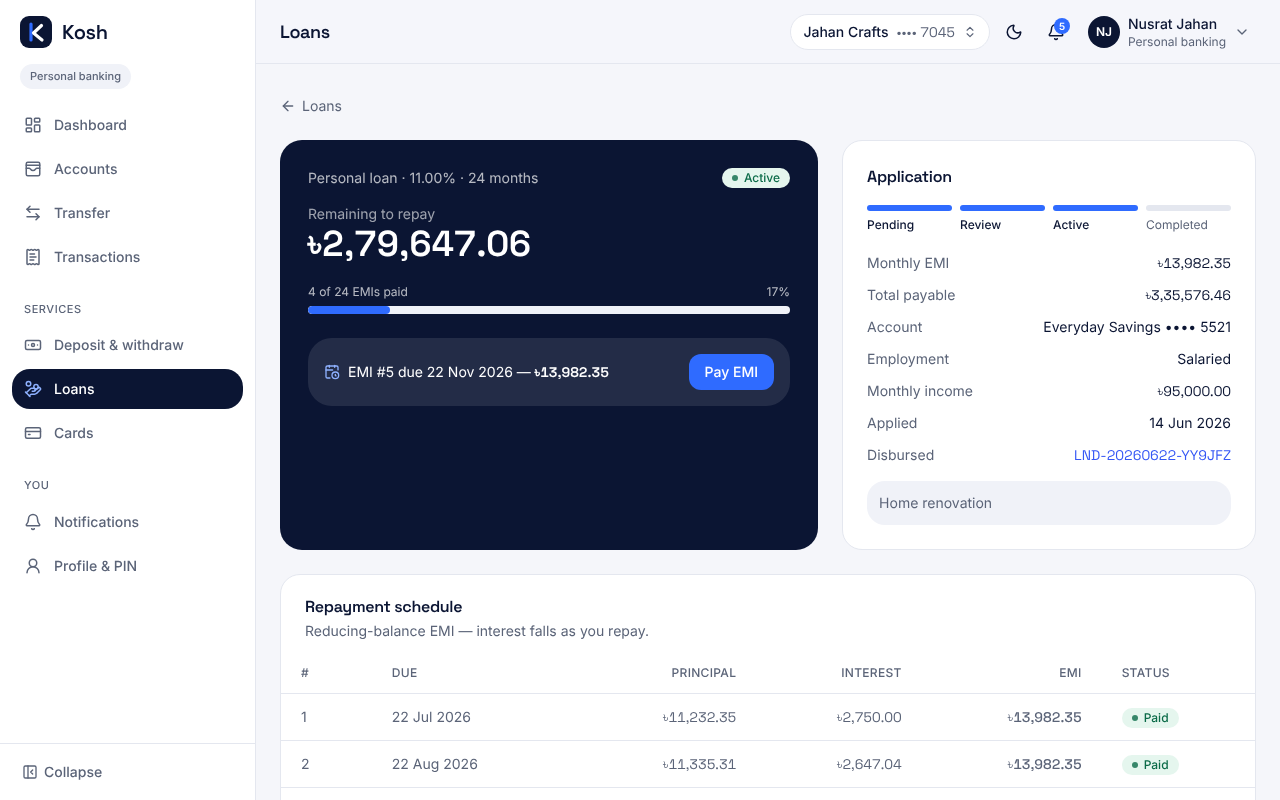 Kosh
Personal banking
Dashboard
Accounts
Transfer
Transactions
SERVICES
Deposit & withdraw
Loans
Cards
YOU
Notifications
Profile & PIN
Collapse
Loans
Jahan Crafts •••• 7045
5
NJ
Nusrat Jahan
Personal banking
Loans
Personal loan · 11.00% · 24 months
Active
Remaining to repay
৳2,79,647.06
4 of 24 EMIs paid 17%
EMI #5 due 22 Nov 2026 — ৳13,982.35
Pay EMI
Application
Pending Review Active Completed
Monthly EMI ৳13,982.35
Total payable ৳3,35,576.46
Account Everyday Savings •••• 5521
Employment Salaried
Monthly income ৳95,000.00
Applied 14 Jun 2026
Disbursed LND-20260622-YY9JFZ
Home renovation
Repayment schedule
Reducing-balance EMI — interest falls as you repay.
# DUE PRINCIPAL INTEREST EMI STATUS
1 22 Jul 2026 ৳11,232.35 ৳2,750.00 ৳13,982.35 Paid
2 22 Aug 2026 ৳11,335.31 ৳2,647.04 ৳13,982.35 Paid